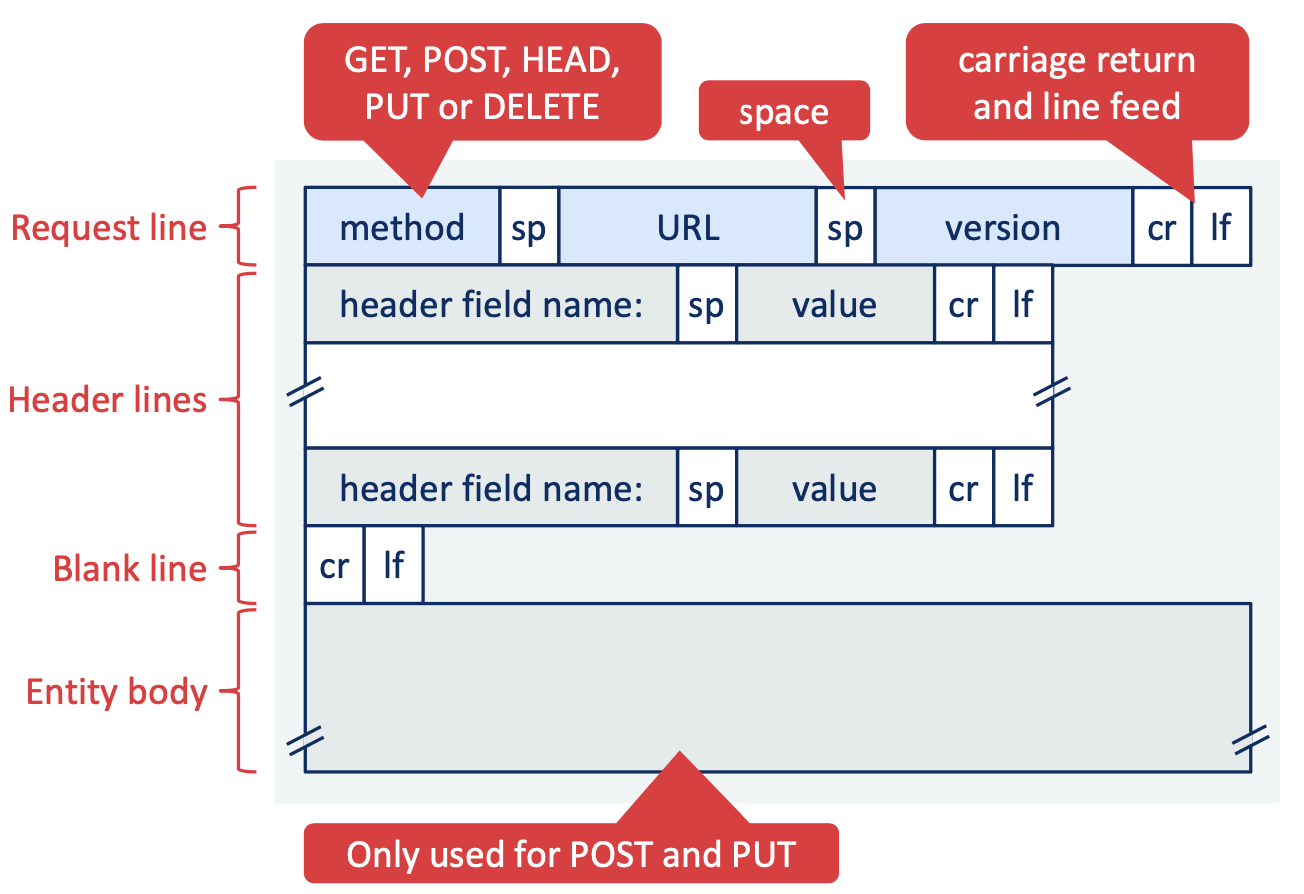 GET, POST, HEAD,
PUT or DELETE
space
carriage return
and line feed
Request line
method sp URL sp version cr lf
header field name: sp value cr lf
Header lines
header field name: sp value cr lf
Blank line
cr lf
Entity body
Only used for POST and PUT